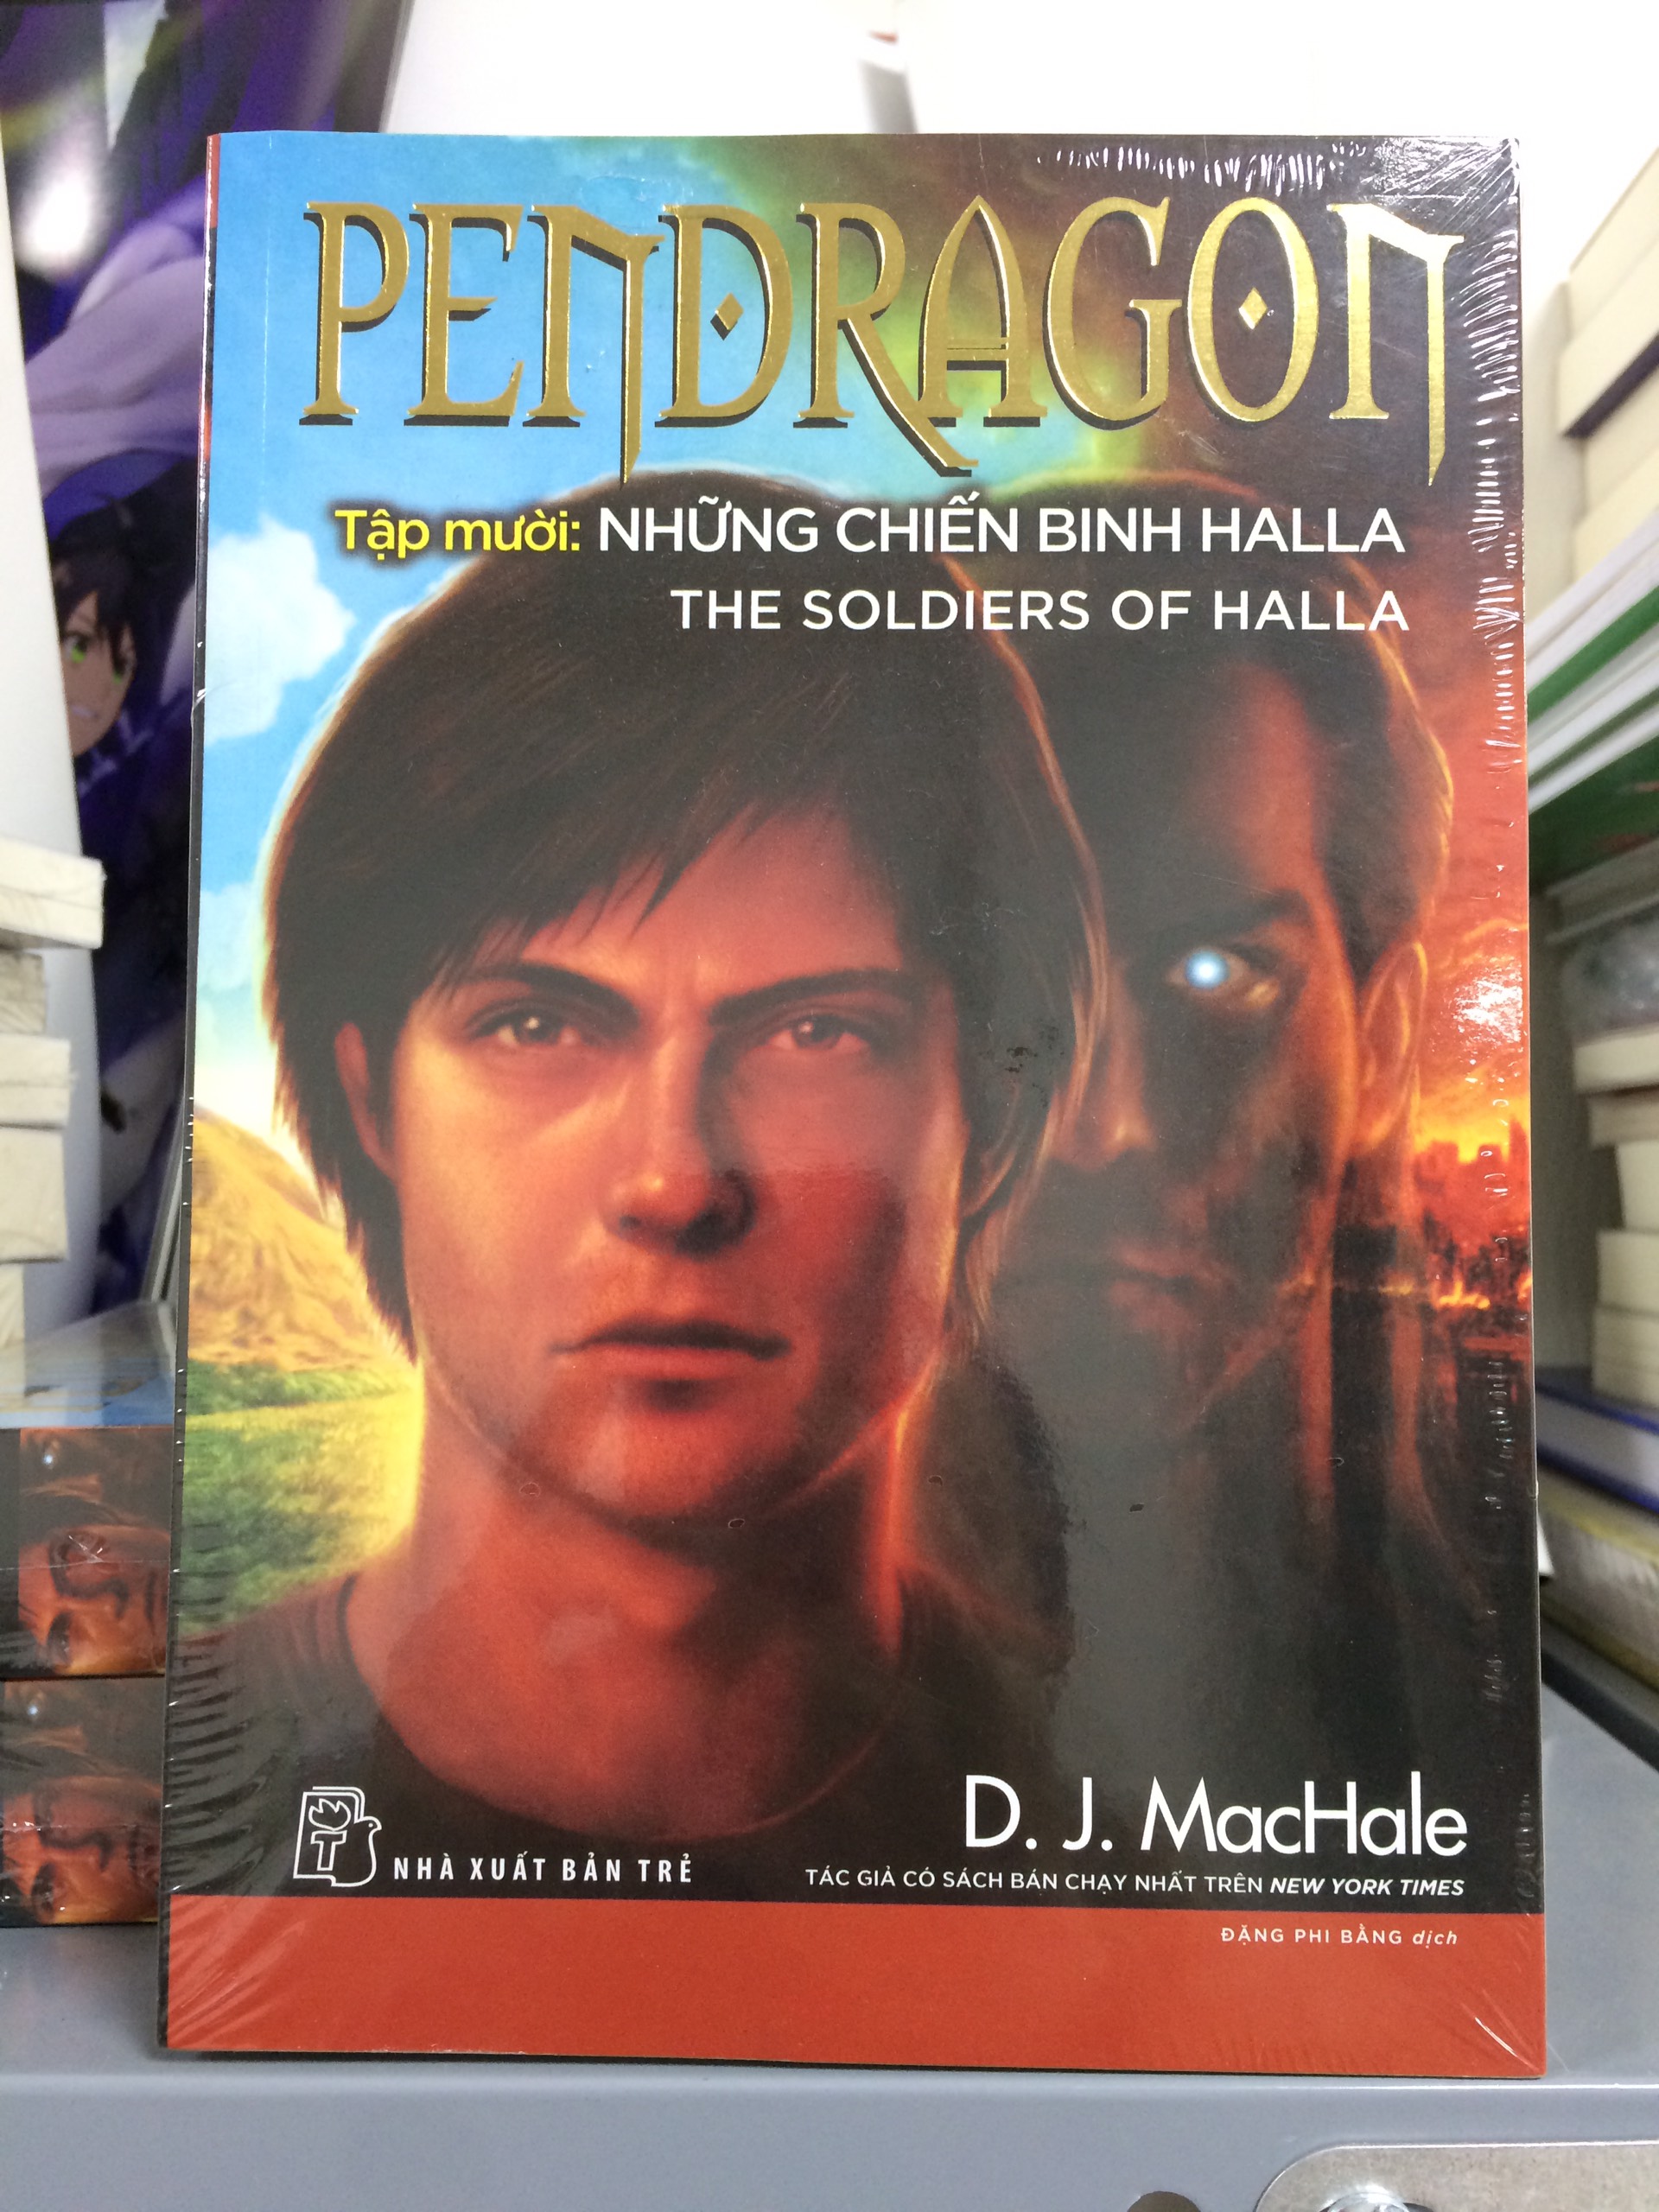 PENDRAGON
Tập mười: NHỮNG CHIẾN BINH HALLA
THE SOLDIERS OF HALLA
D. J. MacHale
T
NHÀ XUẤT BẢN TRẺ
TÁC GIẢ CÓ SÁCH BÁN CHẠY NHẤT TRÊN NEW YORK TIMES
ĐẶNG PHI BẰNG dịch